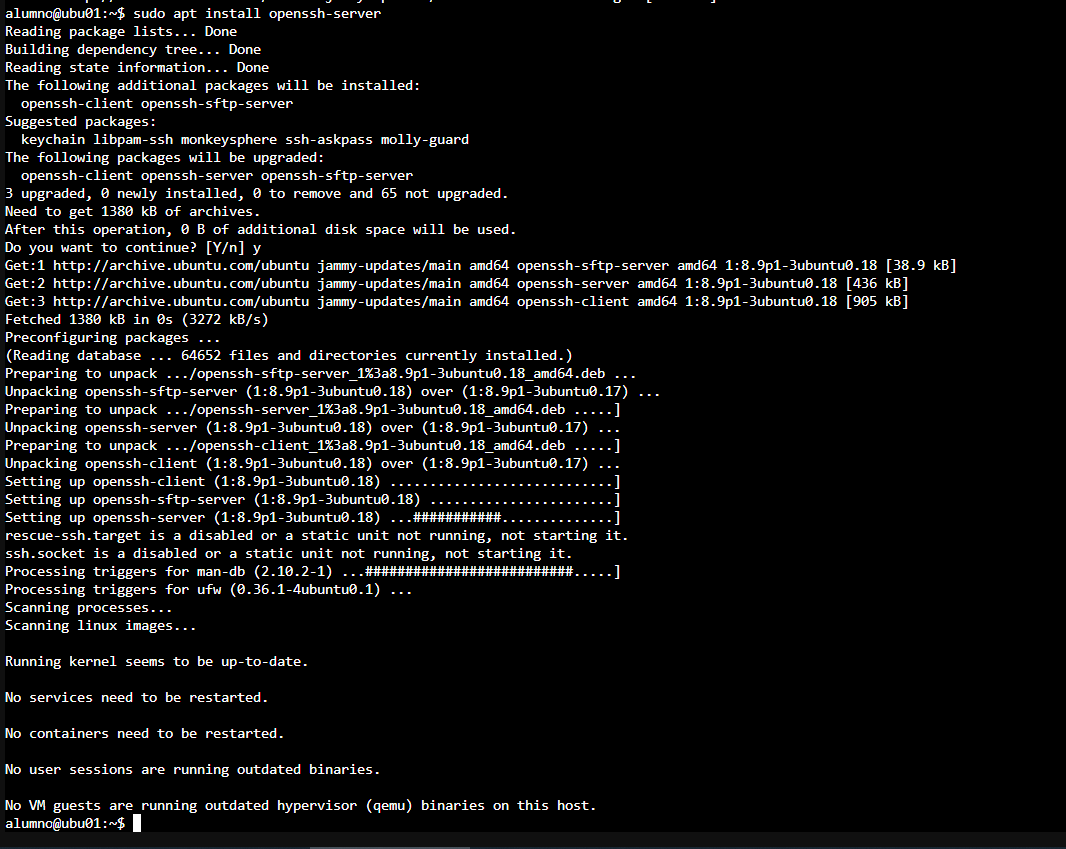 alumno@ubu01:~$ sudo apt install openssh-server
Reading package lists... Done
Building dependency tree... Done
Reading state information... Done
The following additional packages will be installed:
  openssh-client openssh-sftp-server
Suggested packages:
  keychain libpam-ssh monkeysphere ssh-askpass molly-guard
The following packages will be upgraded:
  openssh-client openssh-server openssh-sftp-server
3 upgraded, 0 newly installed, 0 to remove and 65 not upgraded.
Need to get 1380 kB of archives.
After this operation, 0 B of additional disk space will be used.
Do you want to continue? [Y/n] y
Get:1 http://archive.ubuntu.com/ubuntu jammy-updates/main amd64 openssh-sftp-server amd64 1:8.9p1-3ubuntu0.18 [38.9 kB]
Get:2 http://archive.ubuntu.com/ubuntu jammy-updates/main amd64 openssh-server amd64 1:8.9p1-3ubuntu0.18 [436 kB]
Get:3 http://archive.ubuntu.com/ubuntu jammy-updates/main amd64 openssh-client amd64 1:8.9p1-3ubuntu0.18 [905 kB]
Fetched 1380 kB in 0s (3272 kB/s)
Preconfiguring packages ...
(Reading database ... 64652 files and directories currently installed.)
Preparing to unpack .../openssh-sftp-server_1%3a8.9p1-3ubuntu0.18_amd64.deb ...
Unpacking openssh-sftp-server (1:8.9p1-3ubuntu0.18) over (1:8.9p1-3ubuntu0.17) ...
Preparing to unpack .../openssh-server_1%3a8.9p1-3ubuntu0.18_amd64.deb .....]
Unpacking openssh-server (1:8.9p1-3ubuntu0.18) over (1:8.9p1-3ubuntu0.17) ...
Preparing to unpack .../openssh-client_1%3a8.9p1-3ubuntu0.18_amd64.deb .....]
Unpacking openssh-client (1:8.9p1-3ubuntu0.18) over (1:8.9p1-3ubuntu0.17) ...
Setting up openssh-client (1:8.9p1-3ubuntu0.18) ............................]
Setting up openssh-sftp-server (1:8.9p1-3ubuntu0.18) .......................]
Setting up openssh-server (1:8.9p1-3ubuntu0.18) ...###########..............]
rescue-ssh.target is a disabled or a static unit not running, not starting it.
ssh.socket is a disabled or a static unit not running, not starting it.
Processing triggers for man-db (2.10.2-1) ...##########################.....]
Processing triggers for ufw (0.36.1-4ubuntu0.1) ...
Scanning processes...
Scanning linux images...
Running kernel seems to be up-to-date.
No services need to be restarted.
No containers need to be restarted.
No user sessions are running outdated binaries.
No VM guests are running outdated hypervisor (qemu) binaries on this host.
alumno@ubu01:~$